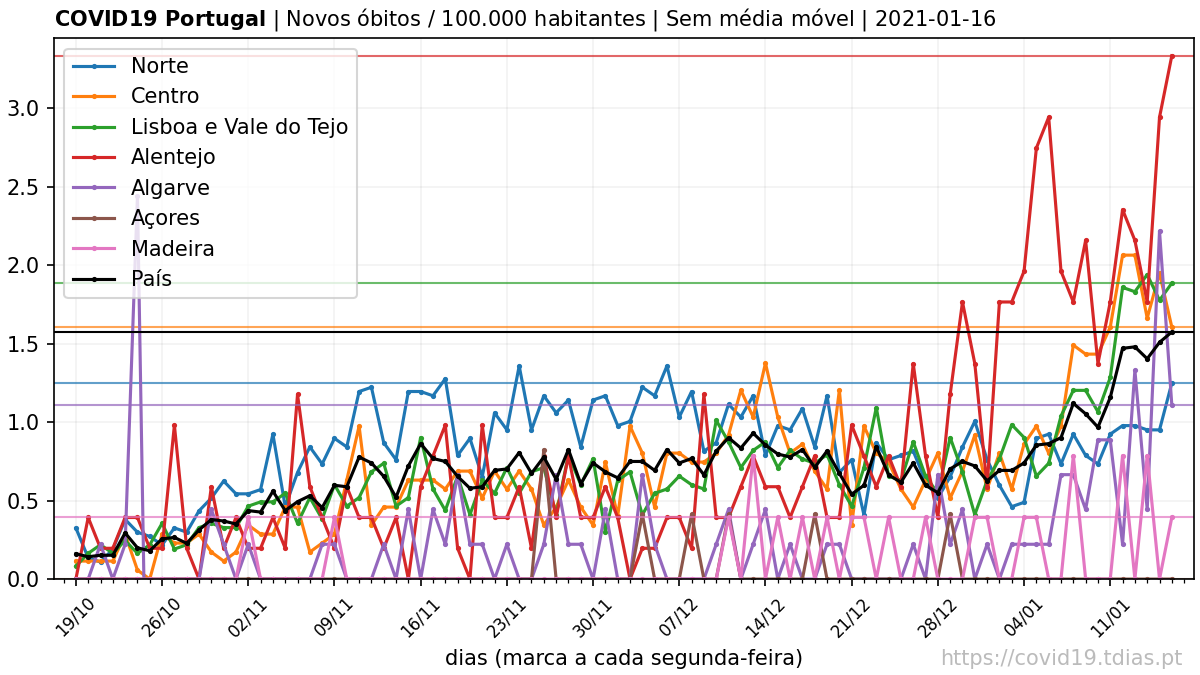 COVID19 Portugal | Novos óbitos / 100.000 habitantes | Sem média móvel | 2021-01-16
Norte
Centro
Lisboa e Vale do Tejo
Alentejo
Algarve
Açores
Madeira
País
3.0
2.5
2.0
1.5
1.0
0.5
0.0
19/10
26/10
02/11
09/11
16/11
23/11
30/11
07/12
14/12
21/12
28/12
04/01
11/01
dias (marca a cada segunda-feira)
https://covid19.tdias.pt